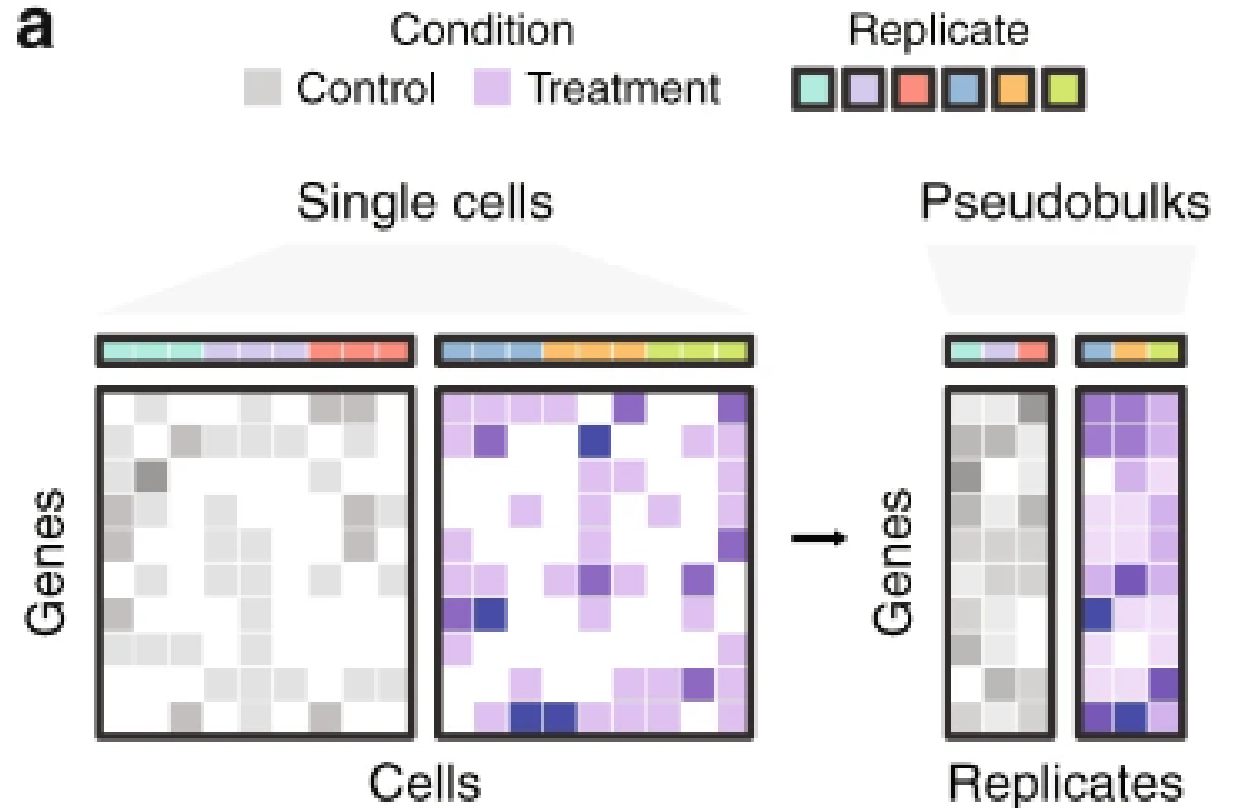 a
Condition
Replicate
Control
Treatment
Single cells
Pseudobulks
Genes
Genes
Cells
Replicates